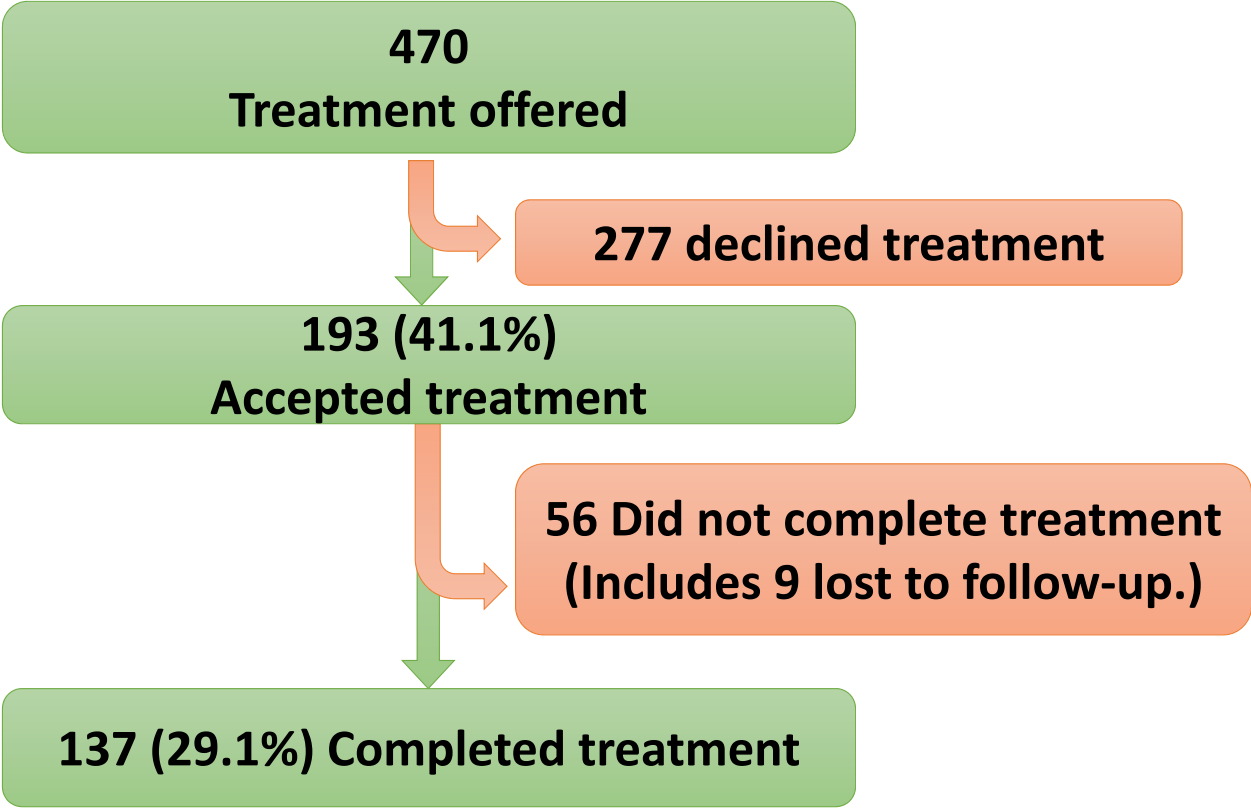 470
Treatment offered
277 declined treatment
193 (41.1%)
Accepted treatment
56 Did not complete treatment
(Includes 9 lost to follow-up.)
137 (29.1%) Completed treatment